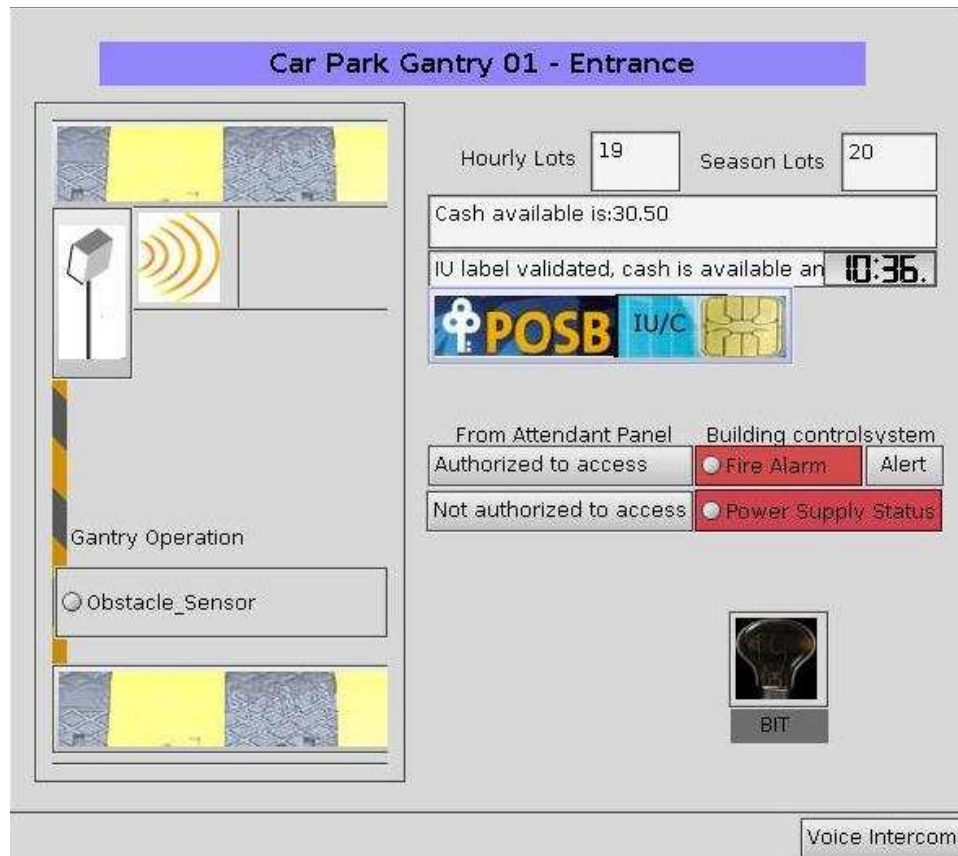 Car Park Gantry 01 - Entrance
Hourly Lots 19 Season Lots 20
Cash available is:30.50
IU label validated, cash is available an 10:36.
POSB IU/C
From Attendant Panel Building controlsystem
Authorized to access Fire Alarm Alert
Not authorized to access Power Supply Status
Gantry Operation
Obstacle_Sensor
BIT
Voice Intercom